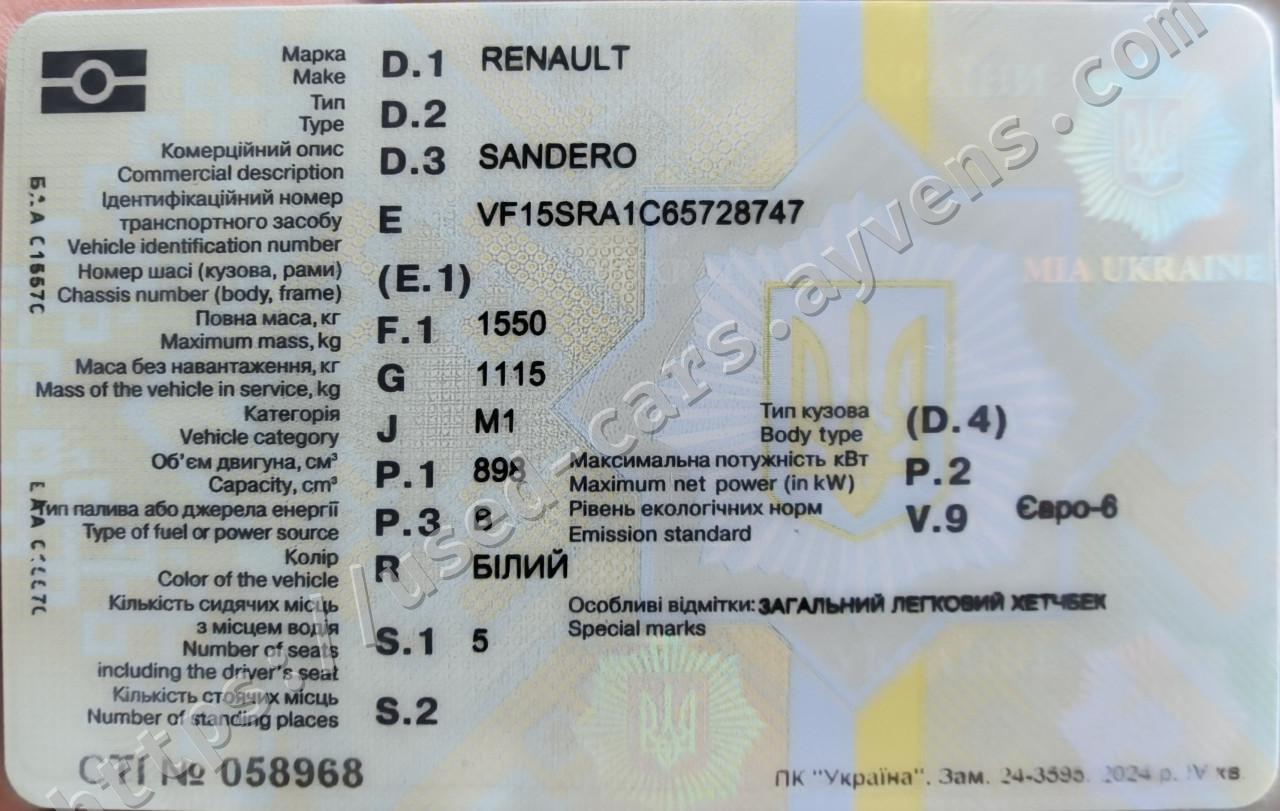 Марка D.1 RENAULT
Make
Тип D.2
Type
Комерційний опис D.3 SANDERO
Commercial description
Ідентифікаційний номер
транспортного засобу E VF15SRA1C65728747
Vehicle identification number
Номер шасі (кузова, рами) (E.1)
Chassis number (body, frame)
Повна маса, кг F.1 1550
Maximum mass, kg
Маса без навантаження, кг G 1115
Mass of the vehicle in service, kg
Категорія J M1
Vehicle category
Тип кузова (D.4)
Body type
Об'єм двигуна, см³ P.1 898
Capacity, cm³
Максимальна потужність кВт P.2
Maximum net power (in kW)
Тип палива або джерела енергії P.3
Type of fuel or power source
Рівень екологічних норм V.9 Євро-6
Emission standard
Колір R БІЛИЙ
Color of the vehicle
Кількість сидячих місць
з місцем водія S.1 5
Number of seats
including the driver's seat
Особливі відмітки: ЗАГАЛЬНИЙ ЛЕГКОВИЙ ХЕТЧБЕК
Special marks
Кількість стоячих місць S.2
Number of standing places
СТІ № 058968
ПК "Україна". Зам. 24-3595. 2024 р. IV кв.
MIA UKRAINE
https://used-cars.ayvens.com